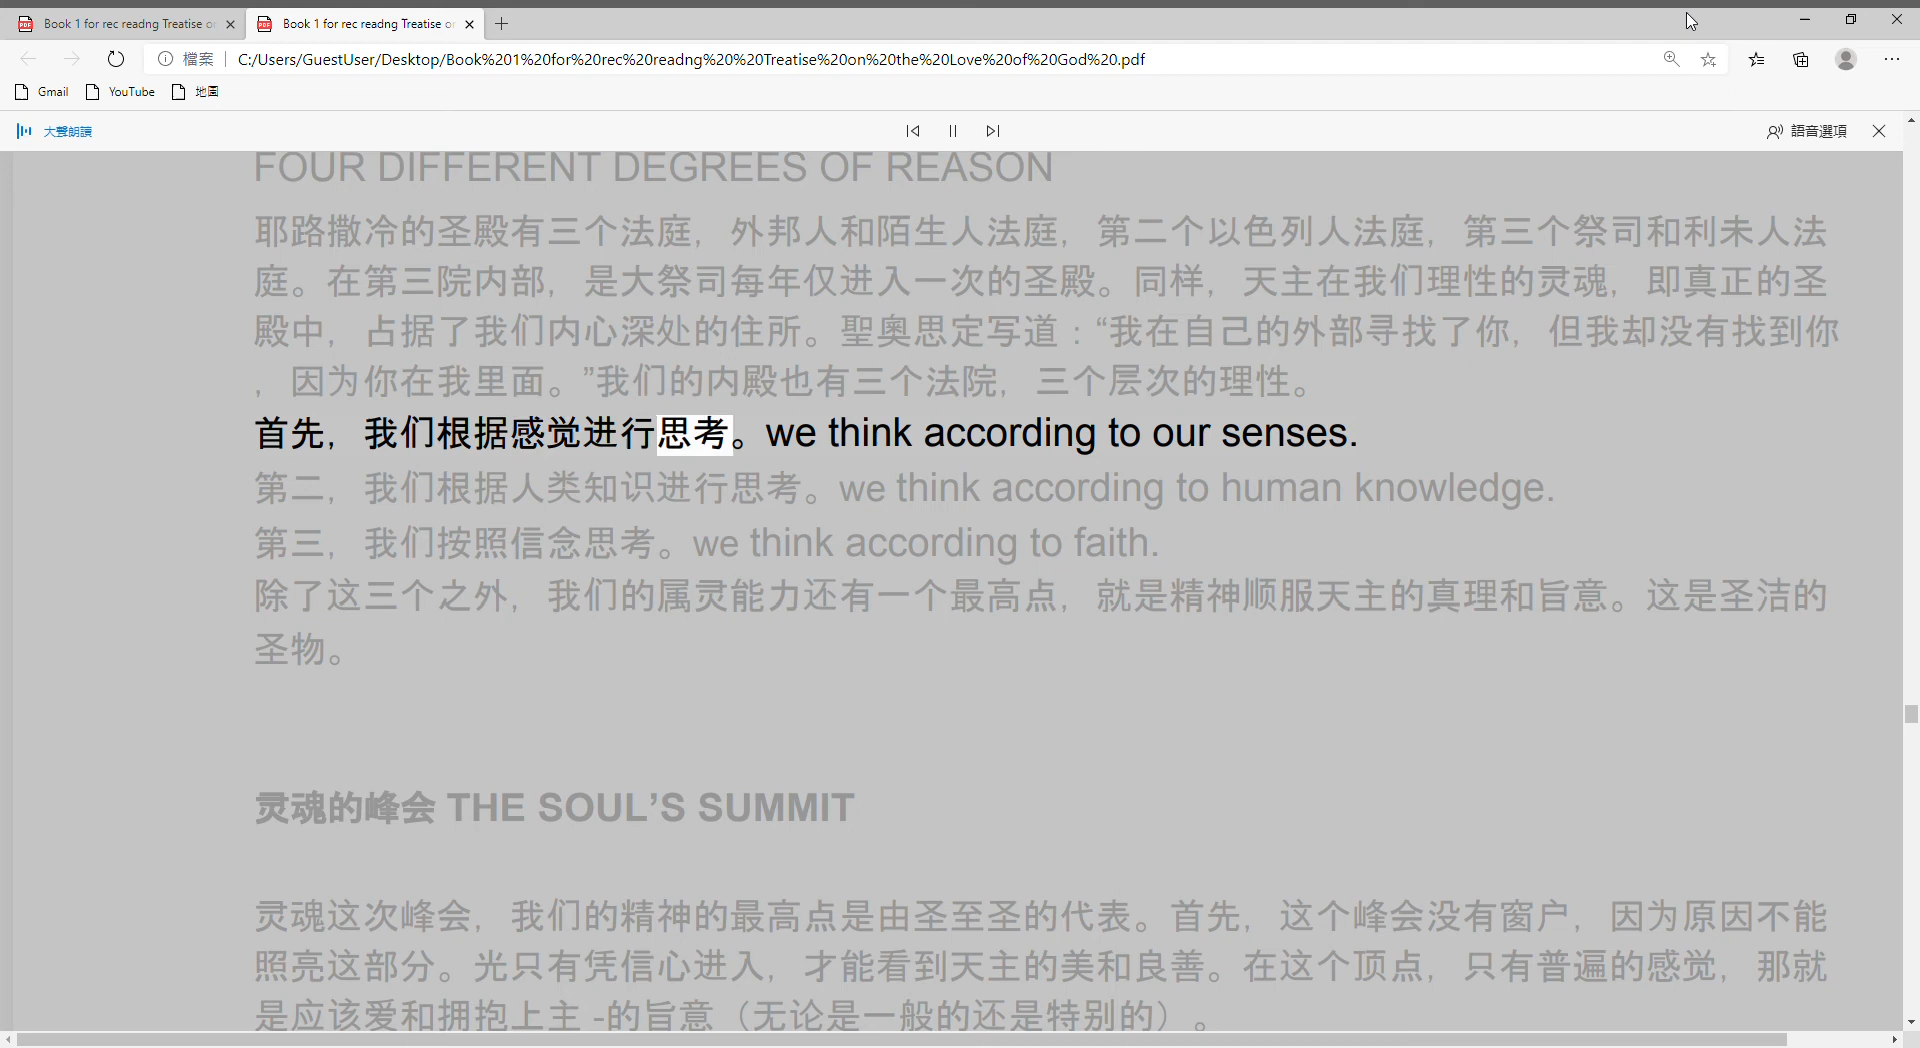 Book 1 for rec readng Treatise or
Book 1 for rec readng Treatise or
檔案
C:/Users/GuestUser/Desktop/Book%201%20for%20rec%20readng%20%20Treatise%20on%20the%20Love%20of%20God%20.pdf
Gmail YouTube 地圖
大聲朗讀 語音選項
FOUR DIFFERENT DEGREES OF REASON
耶路撒冷的圣殿有三个法庭，外邦人和陌生人法庭，第二个以色列人法庭，第三个祭司和利未人法
庭。在第三院内部，是大祭司每年仅进入一次的圣殿。同样，天主在我们理性的灵魂，即真正的圣
殿中，占据了我们内心深处的住所。聖奧思定写道：“我在自己的外部寻找了你，但我却没有找到你
，因为你在我里面。”我们的内殿也有三个法院，三个层次的理性。
首先，我们根据感觉进行思考。we think according to our senses.
第二，我们根据人类知识进行思考。we think according to human knowledge.
第三，我们按照信念思考。we think according to faith.
除了这三个之外，我们的属灵能力还有一个最高点，就是精神顺服天主的真理和旨意。这是圣洁的
圣物。
灵魂的峰会 THE SOUL’S SUMMIT
灵魂这次峰会，我们的精神的最高点是由圣至圣的代表。首先，这个峰会没有窗户，因为原因不能
照亮这部分。光只有凭信心进入，才能看到天主的美和良善。在这个顶点，只有普遍的感觉，那就
是应该爱和拥抱上主 -的旨意（无论是一般的还是特别的）。